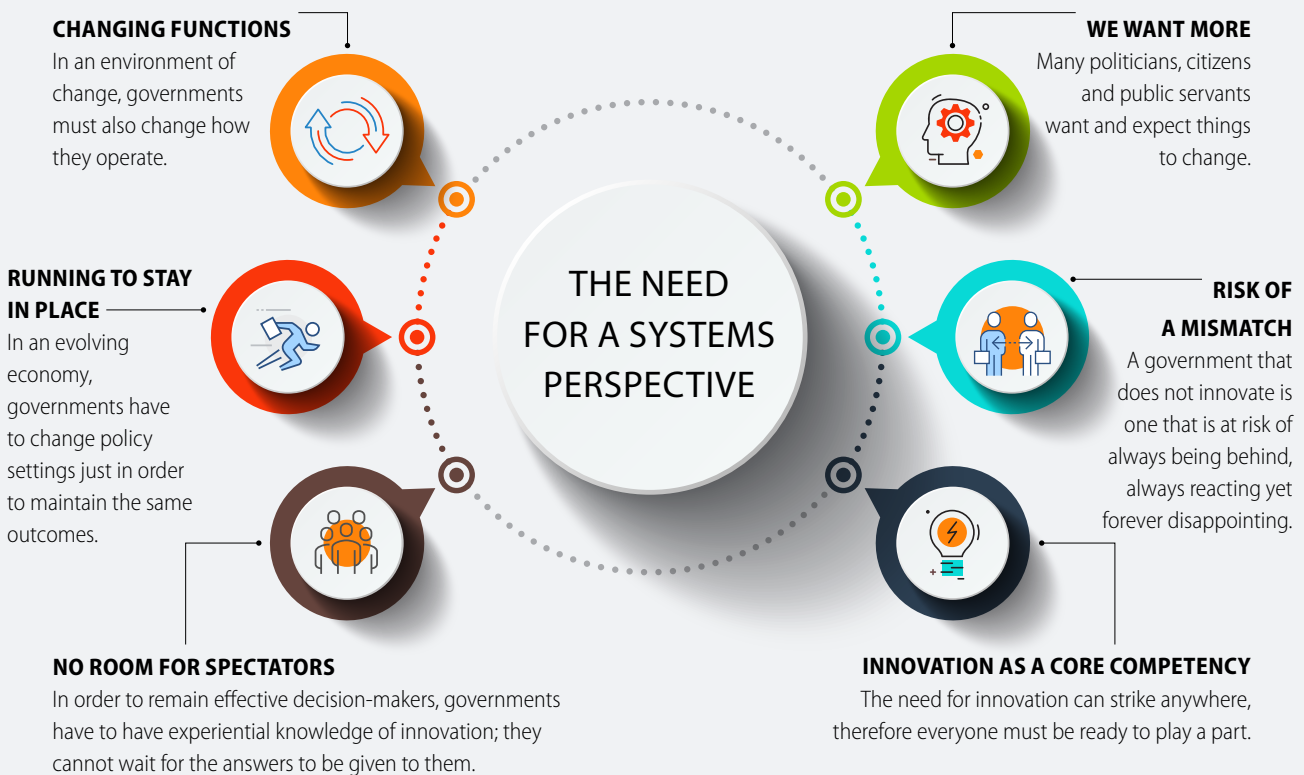 CHANGING FUNCTIONS
In an environment of
change, governments
must also change how
they operate.
RUNNING TO STAY
IN PLACE
In an evolving
economy,
governments have
to change policy
settings just in order
to maintain the same
outcomes.
NO ROOM FOR SPECTATORS
In order to remain effective decision-makers, governments
have to have experiential knowledge of innovation; they
cannot wait for the answers to be given to them.
THE NEED
FOR A SYSTEMS
PERSPECTIVE
WE WANT MORE
Many politicians, citizens
and public servants
want and expect things
to change.
RISK OF
A MISMATCH
A government that
does not innovate is
one that is at risk of
always being behind,
always reacting yet
forever disappointing.
INNOVATION AS A CORE COMPETENCY
The need for innovation can strike anywhere,
therefore everyone must be ready to play a part.